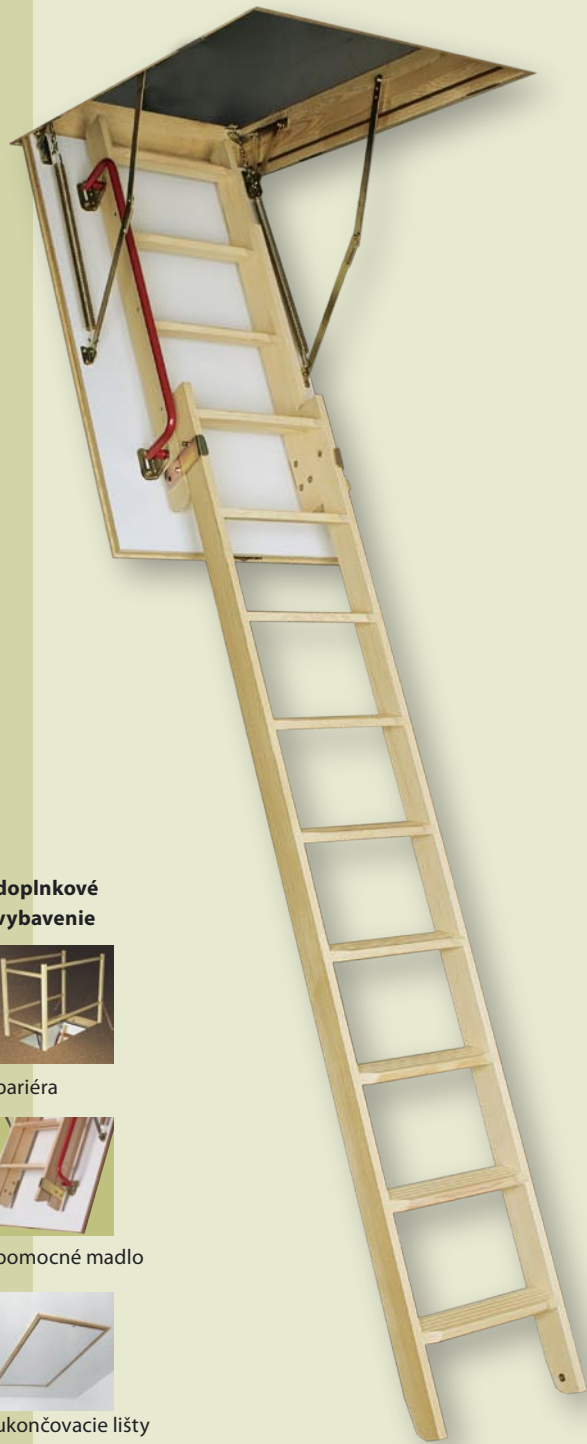 doplnkové
vybavenie
bariéra
pomocné madlo
ukončovacie lišty